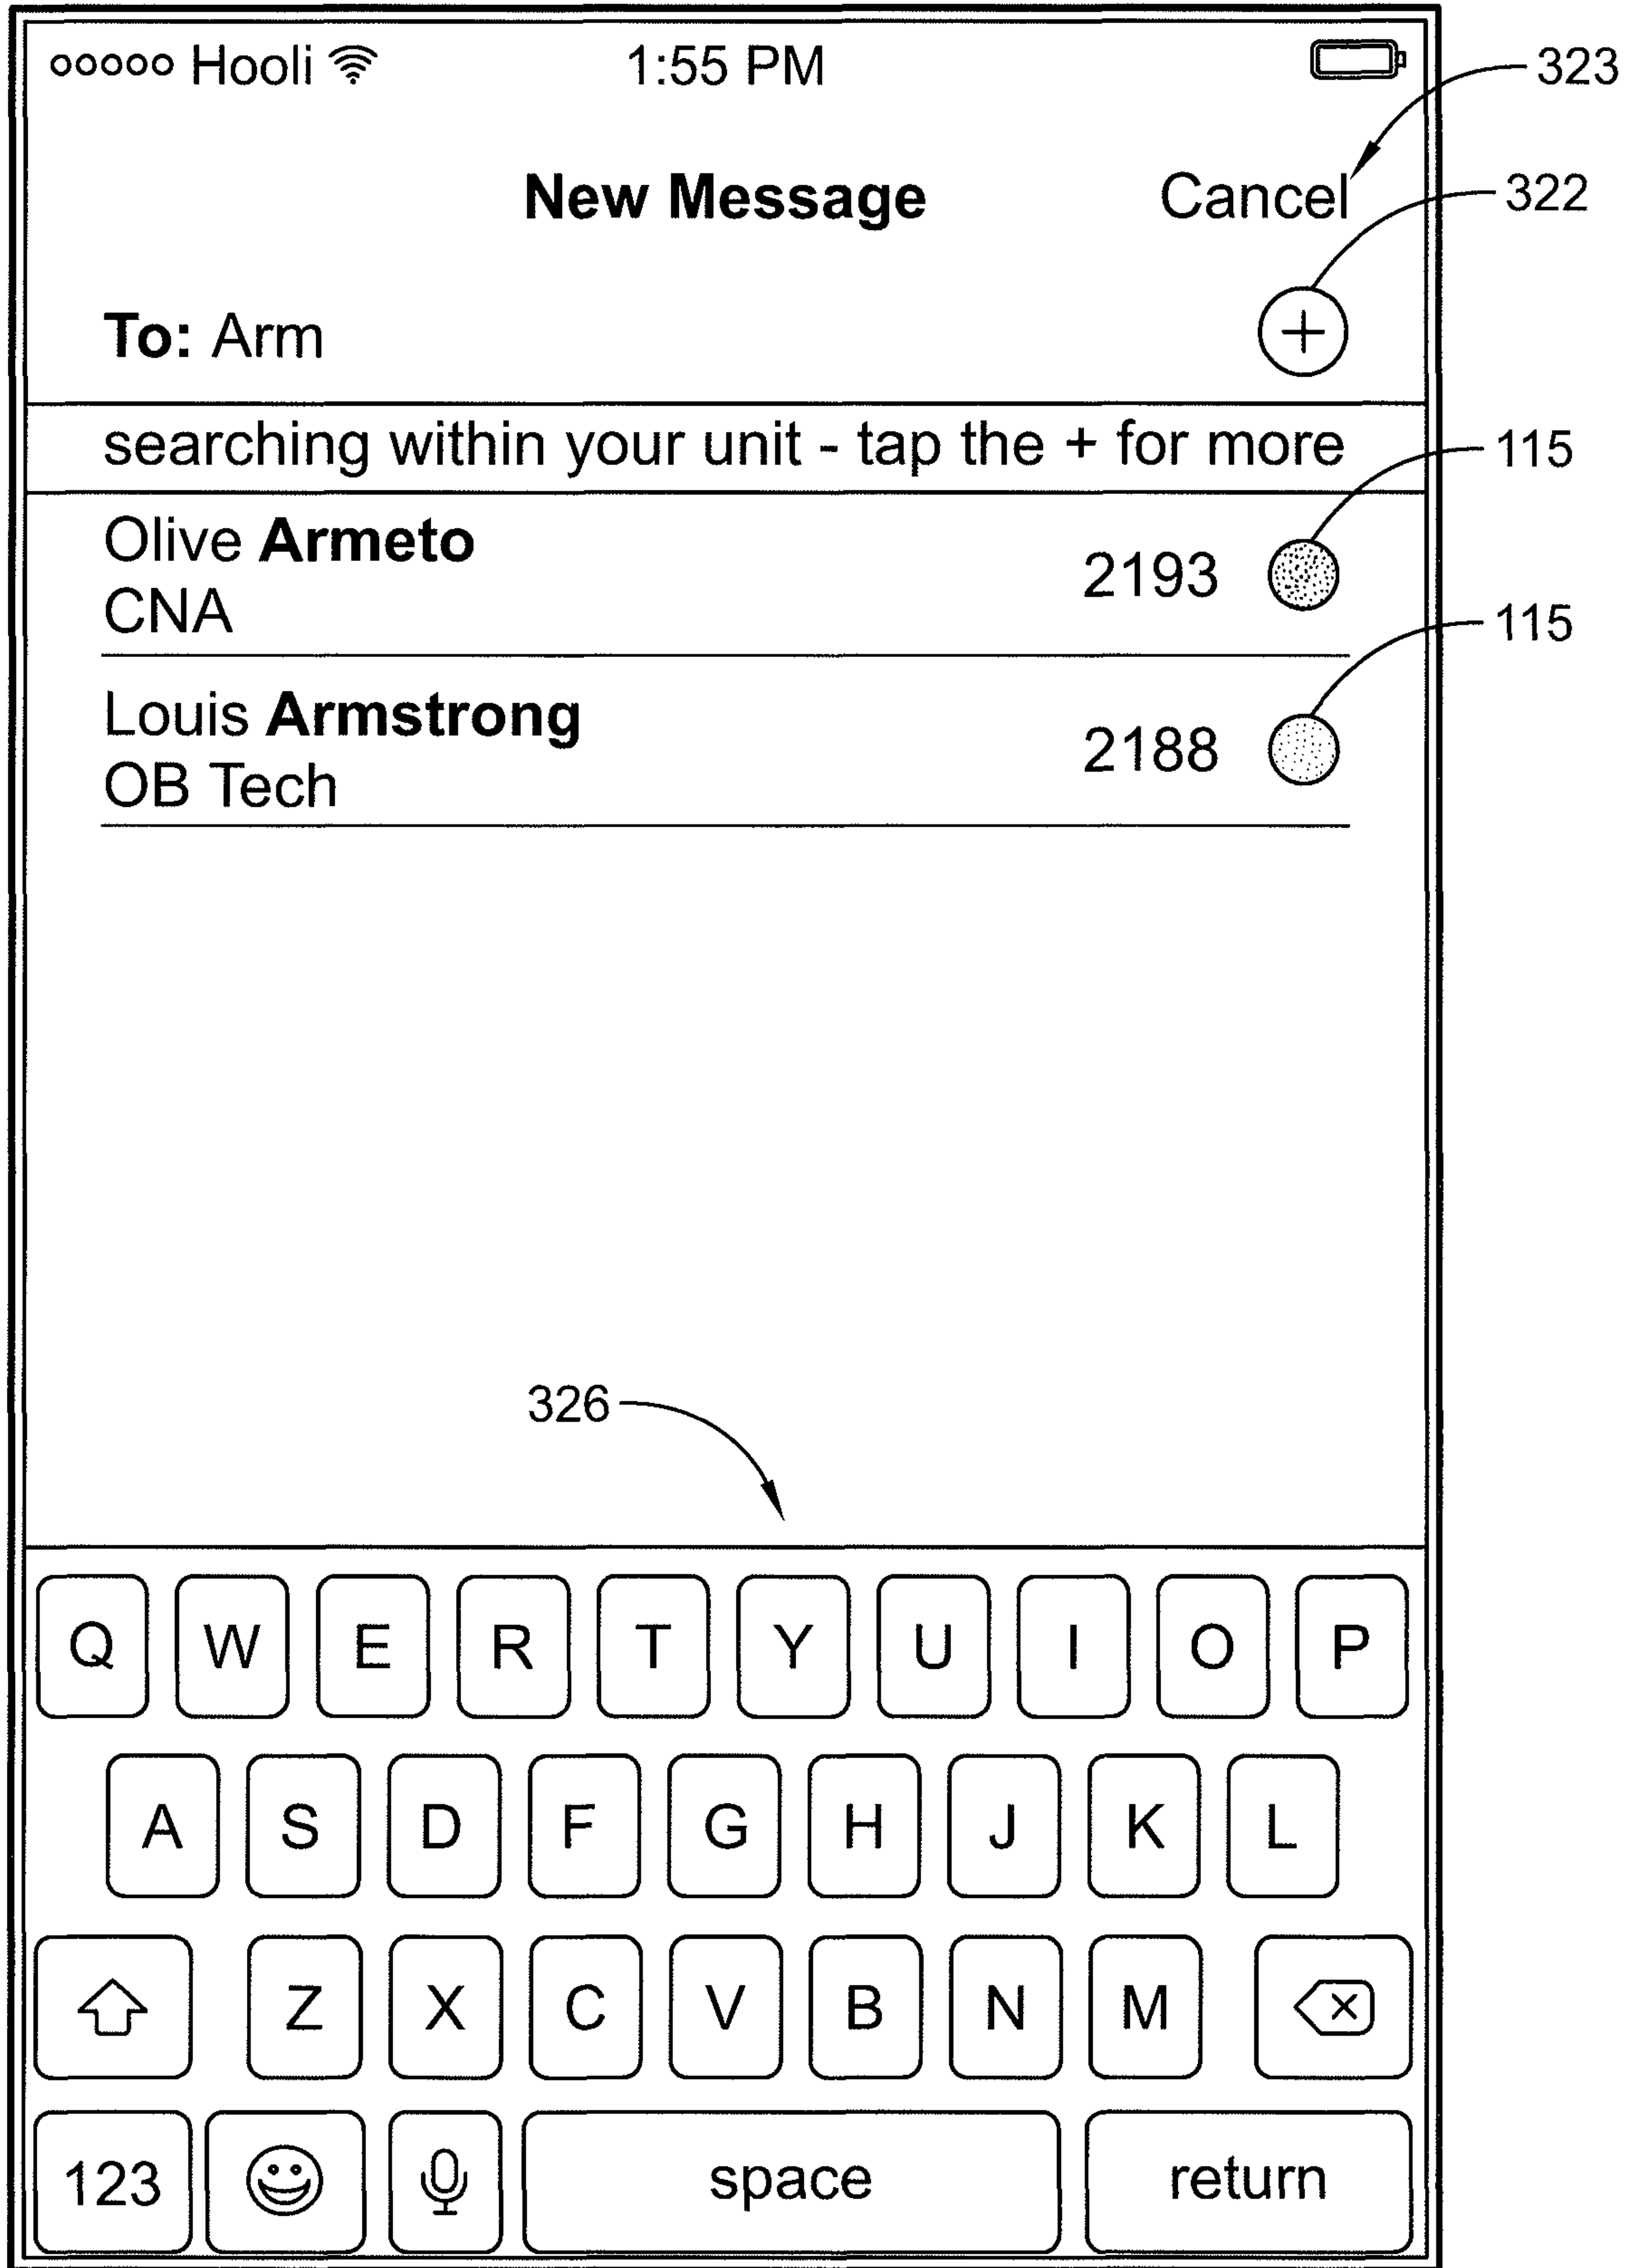 ooooo Hooli 1:55 PM
323
New Message Cancel
322
To: Arm +
searching within your unit - tap the + for more
115
Olive Armeto
2193
CNA
115
Louis Armstrong
2188
OB Tech
326
Q W E R T Y U I O P
A S D F G H J K L
Z X C V B N M
123 space return